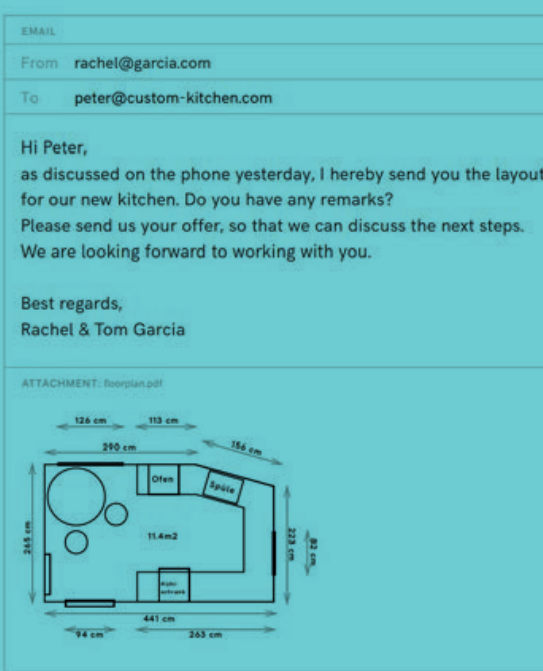 EMAIL
From rachel@garcia.com
To peter@custom-kitchen.com
Hi Peter,
as discussed on the phone yesterday, I hereby send you the layout
for our new kitchen. Do you have any remarks?
Please send us your offer, so that we can discuss the next steps.
We are looking forward to working with you.
Best regards,
Rachel & Tom Garcia
ATTACHMENT: floorplan.pdf
126 cm 113 cm
290 cm 156 cm
Ofen Spüle
265 cm 11.4m2 223 cm 82 cm
Kühl-
schrank
441 cm
94 cm 263 cm